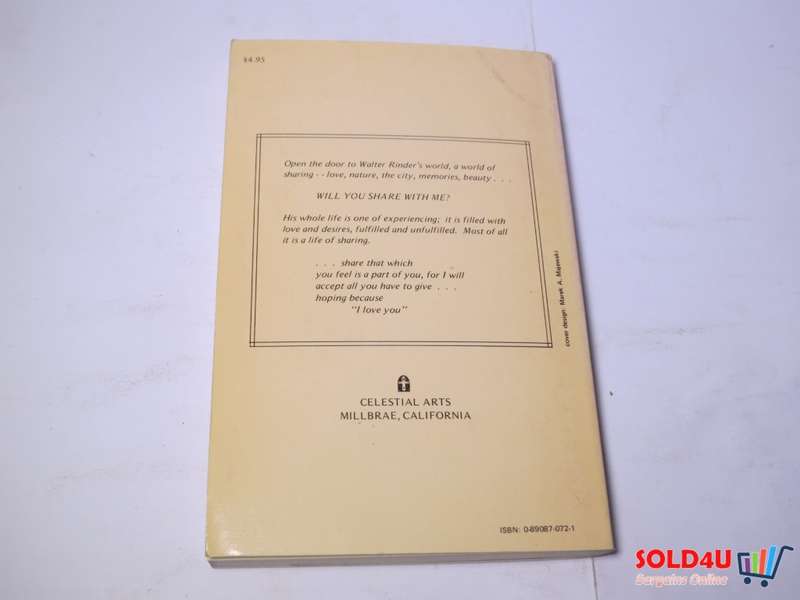 $4.95
Open the door to Walter Rinder's world, a world of
sharing -- love, nature, the city, memories, beauty . . .
WILL YOU SHARE WITH ME?
His whole life is one of experiencing; it is filled with
love and desires, fulfilled and unfulfilled. Most of all
it is a life of sharing.
. . . share that which
you feel is a part of you, for I will
accept all you have to give . . .
hoping because
"I love you"
cover design: Marek A. Majewski
CELESTIAL ARTS
MILLBRAE, CALIFORNIA
ISBN: 0-89087-072-1
SOLD4U
Bargains Online